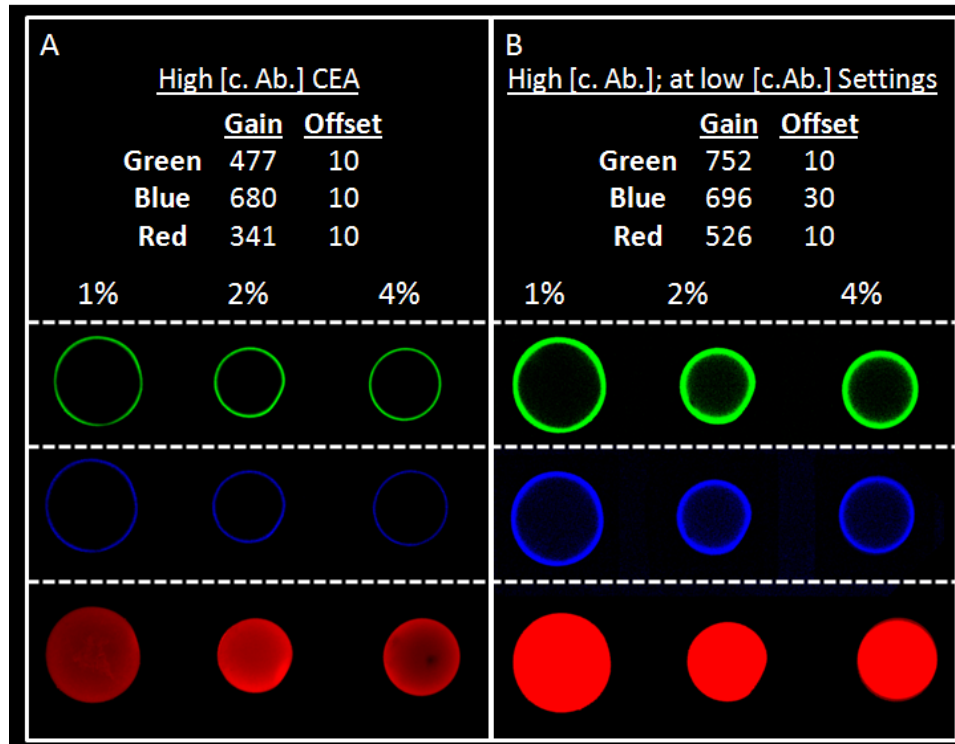 A
High [c. Ab.] CEA
Gain Offset
Green 477 10
Blue 680 10
Red 341 10
1% 2% 4%
B
High [c. Ab.]; at low [c.Ab.] Settings
Gain Offset
Green 752 10
Blue 696 30
Red 526 10
1% 2% 4%